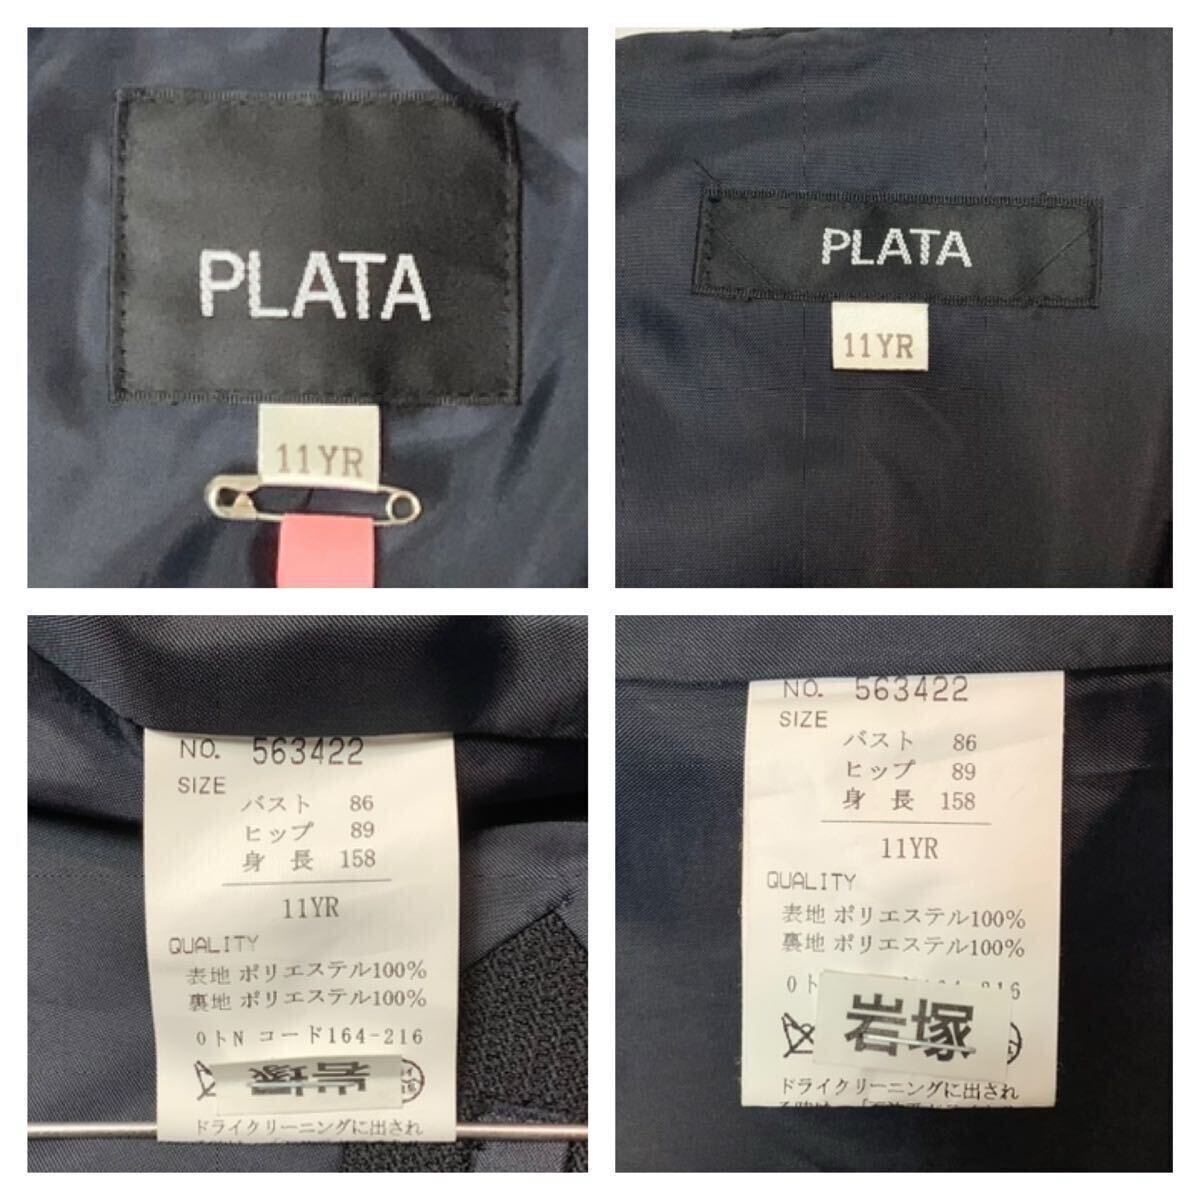 PLATA
11YR
PLATA
11YR
NO. 563422
SIZE
バスト 86
ヒップ 89
身長 158
11YR
QUALITY
表地 ポリエステル100%
裏地 ポリエステル100%
0トN コード164-216
岩塚
ドライクリーニングに出され
NO. 563422
SIZE
バスト 86
ヒップ 89
身長 158
11YR
QUALITY
表地 ポリエステル100%
裏地 ポリエステル100%
0ト
岩塚
ドライクリーニングに出され